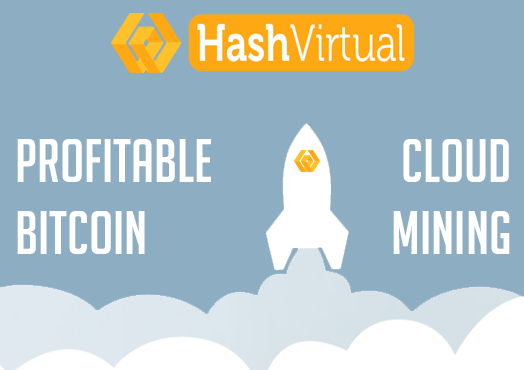 HashVirtual
PROFITABLE
BITCOIN
CLOUD
MINING